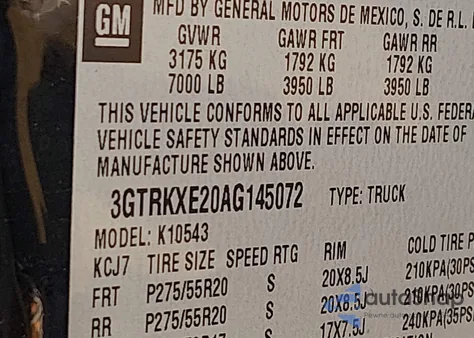 GM
MFD BY GENERAL MOTORS DE MEXICO, S. DE R.L.
GVWR GAWR FRT GAWR RR
3175 KG 1792 KG 1792 KG
7000 LB 3950 LB 3950 LB
THIS VEHICLE CONFORMS TO ALL APPLICABLE U.S. FEDERA
VEHICLE SAFETY STANDARDS IN EFFECT ON THE DATE OF
MANUFACTURE SHOWN ABOVE.
3GTRKXE20AG145072 TYPE: TRUCK
MODEL: K10543
KCJ7 TIRE SIZE SPEED RTG RIM COLD TIRE P
FRT P275/55R20 S 20X8.5J 210KPA(30PS
RR P275/55R20 S 20X8.5J 210KPA(30PS
17X7.5J 240KPA(35PS